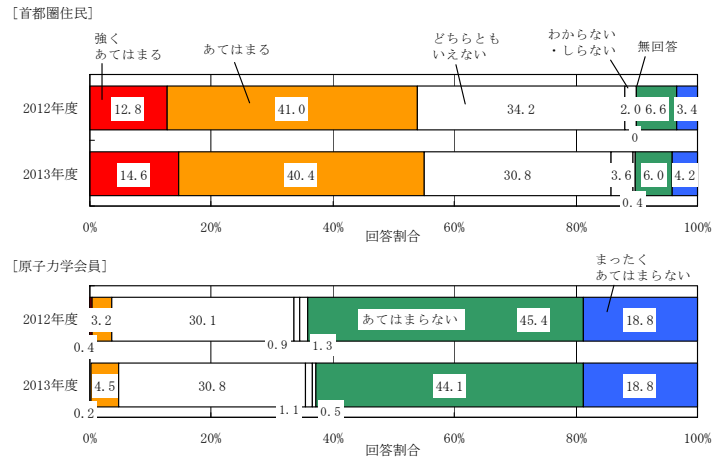 [首都圏住民]
強く
あてはまる
あてはまる
どちらとも
いえない
わからない
・しらない
無回答
2012年度
12.8
41.0
34.2
2.0
0
6.6
3.4
2013年度
14.6
40.4
30.8
3.6
0.4
6.0
4.2
0%
20%
40%
60%
80%
100%
回答割合
[原子力学会員]
まったく
あてはまらない
2012年度
0.4
3.2
30.1
0.9
1.3
あてはまらない
45.4
18.8
2013年度
0.2
4.5
30.8
1.1
0.5
44.1
18.8
0%
20%
40%
60%
80%
100%
回答割合